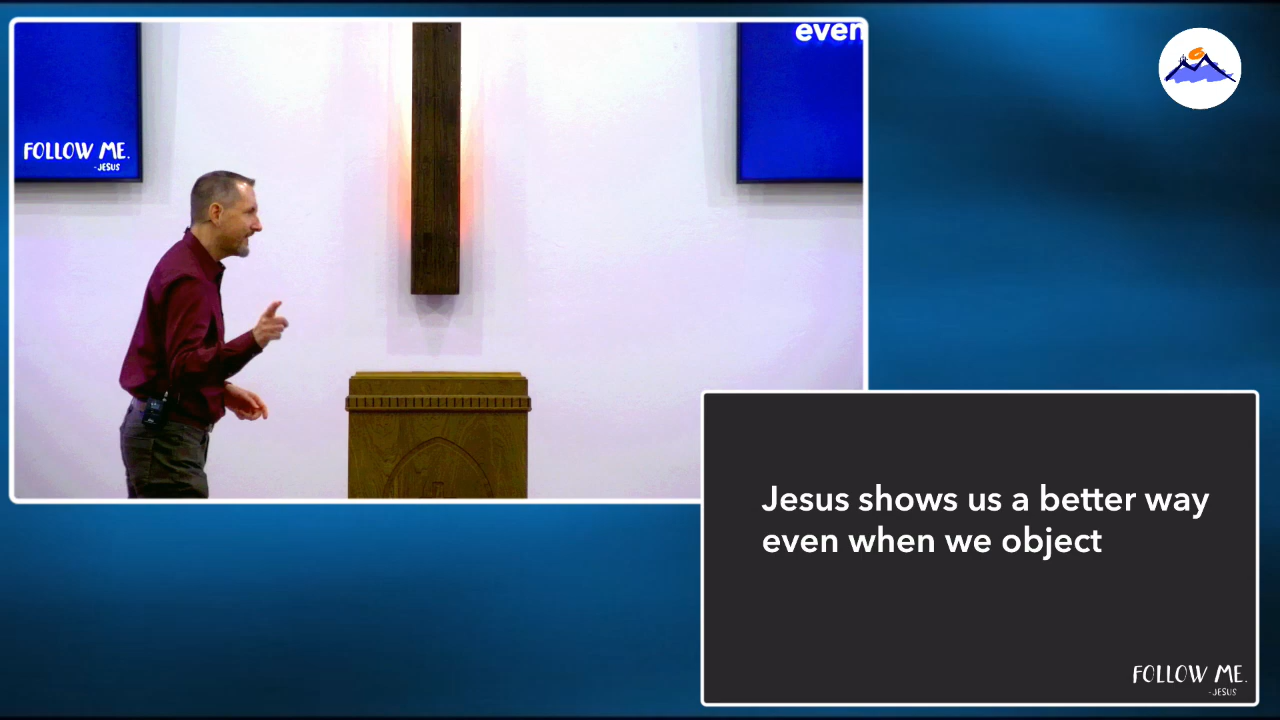 even
FOLLOW ME.
-JESUS
Jesus shows us a better way
even when we object
FOLLOW ME.
-JESUS